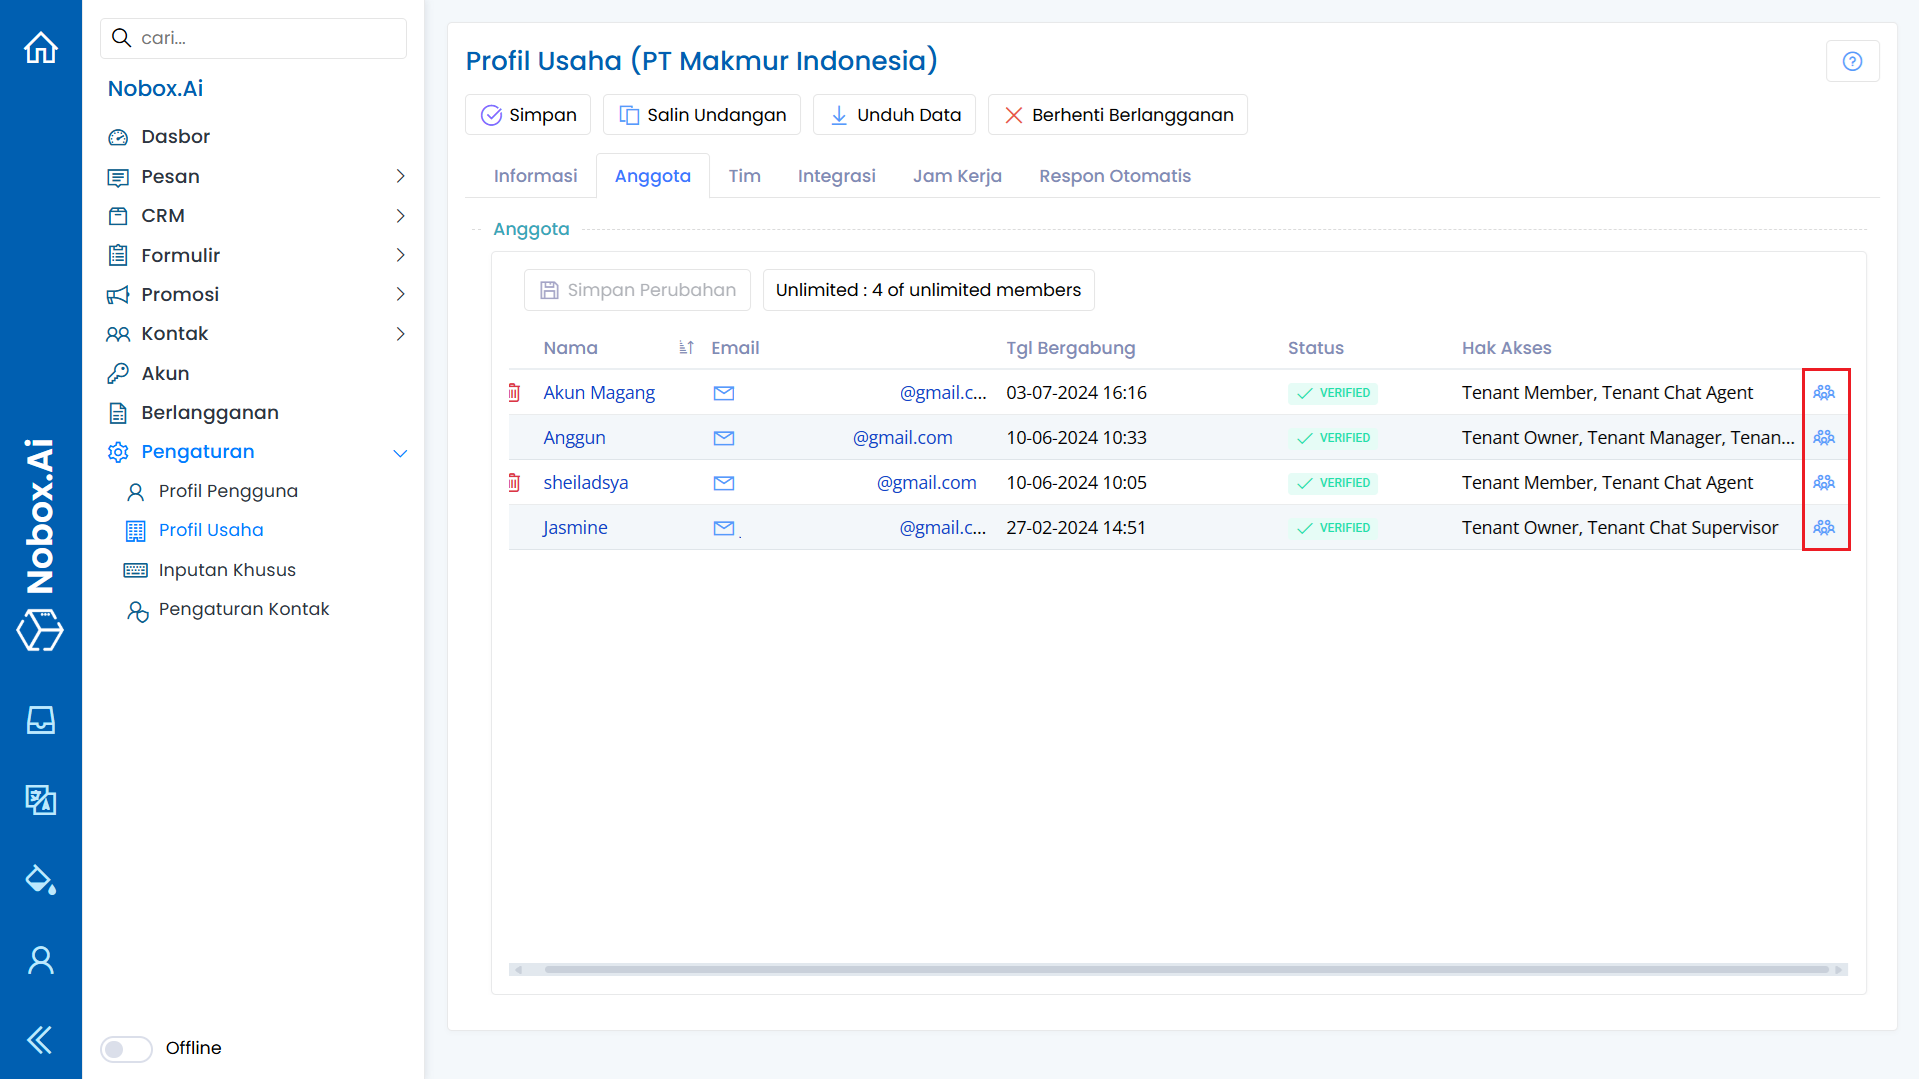 cari...
Nobox.Ai
Dasbor
Pesan
CRM
Formulir
Promosi
Kontak
Akun
Berlangganan
Pengaturan
Profil Pengguna
Profil Usaha
Inputan Khusus
Pengaturan Kontak
Offline
Nobox.Ai
Profil Usaha (PT Makmur Indonesia)
Simpan
Salin Undangan
Unduh Data
Berhenti Berlangganan
Informasi
Anggota
Tim
Integrasi
Jam Kerja
Respon Otomatis
Anggota
Simpan Perubahan
Unlimited : 4 of unlimited members
Nama Email Tgl Bergabung Status Hak Akses
Akun Magang @gmail.c... 03-07-2024 16:16 VERIFIED Tenant Member, Tenant Chat Agent
Anggun @gmail.com 10-06-2024 10:33 VERIFIED Tenant Owner, Tenant Manager, Tenan...
sheiladsya @gmail.com 10-06-2024 10:05 VERIFIED Tenant Member, Tenant Chat Agent
Jasmine @gmail.c... 27-02-2024 14:51 VERIFIED Tenant Owner, Tenant Chat Supervisor